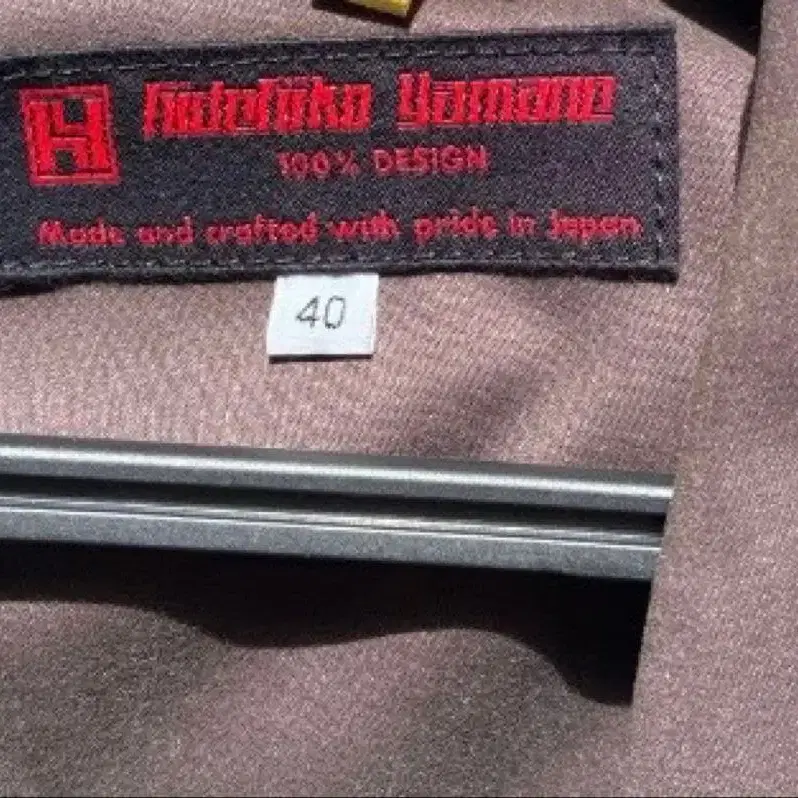 H hidehiko Yamane
100% DESIGN
Made and crafted with pride in Japan
40